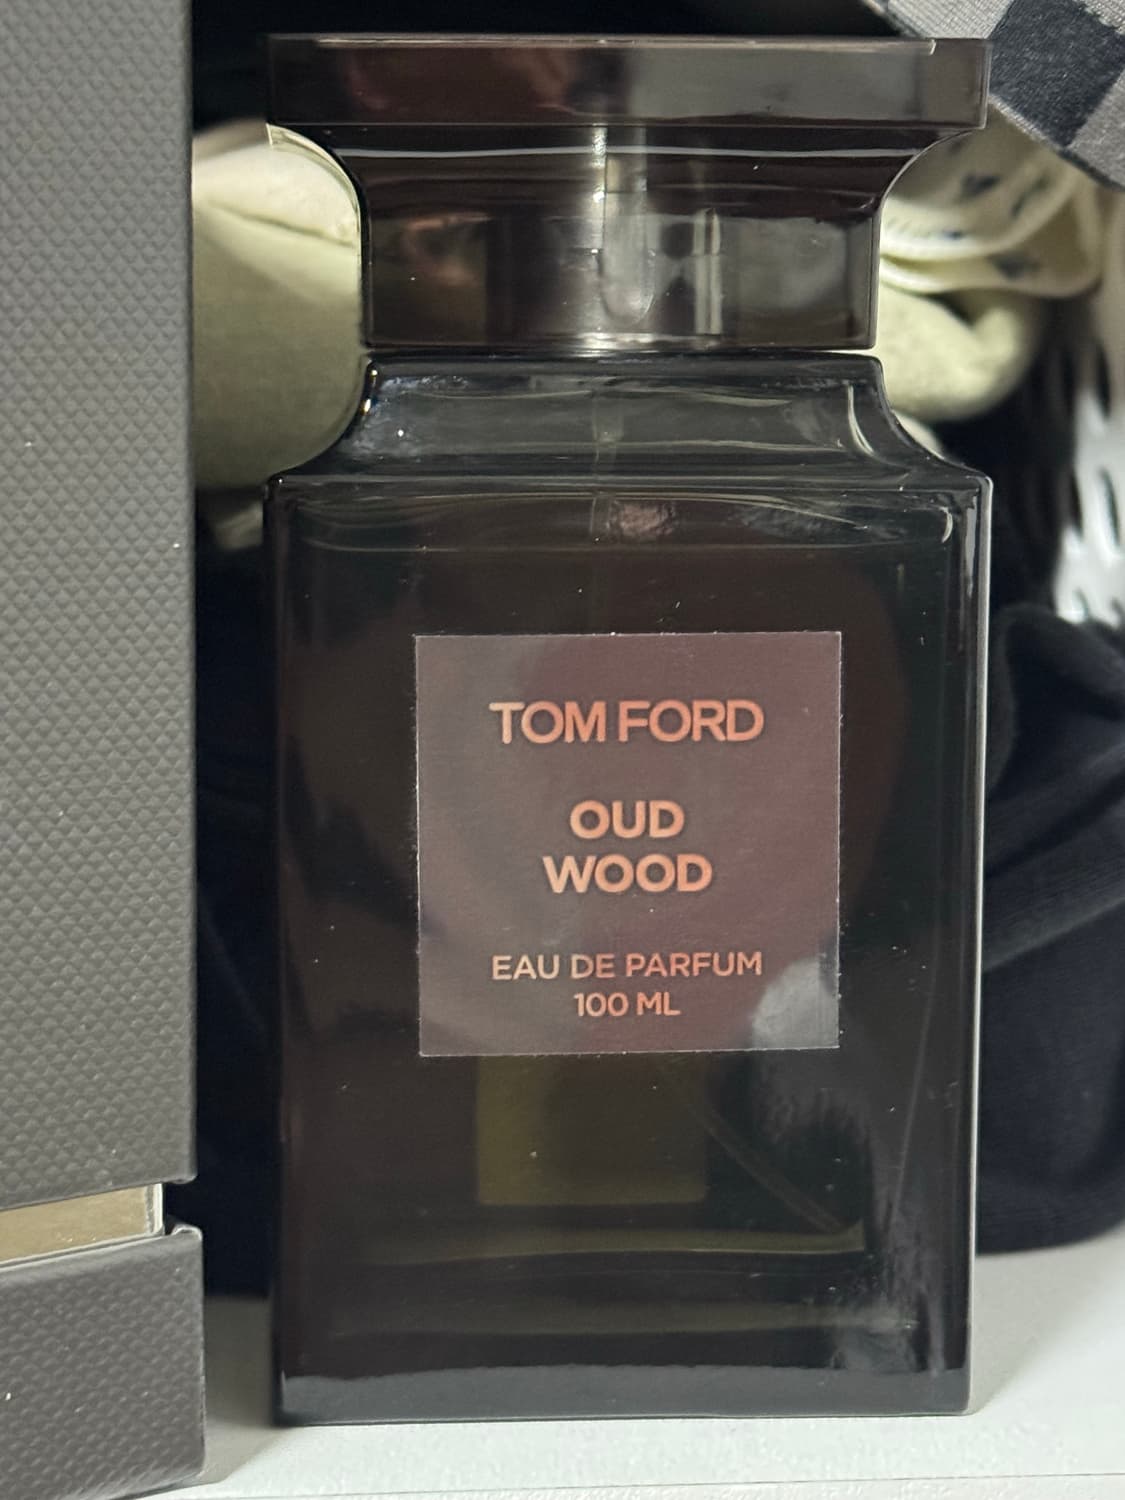 TOM FORD
OUD
WOOD
EAU DE PARFUM
100 ML